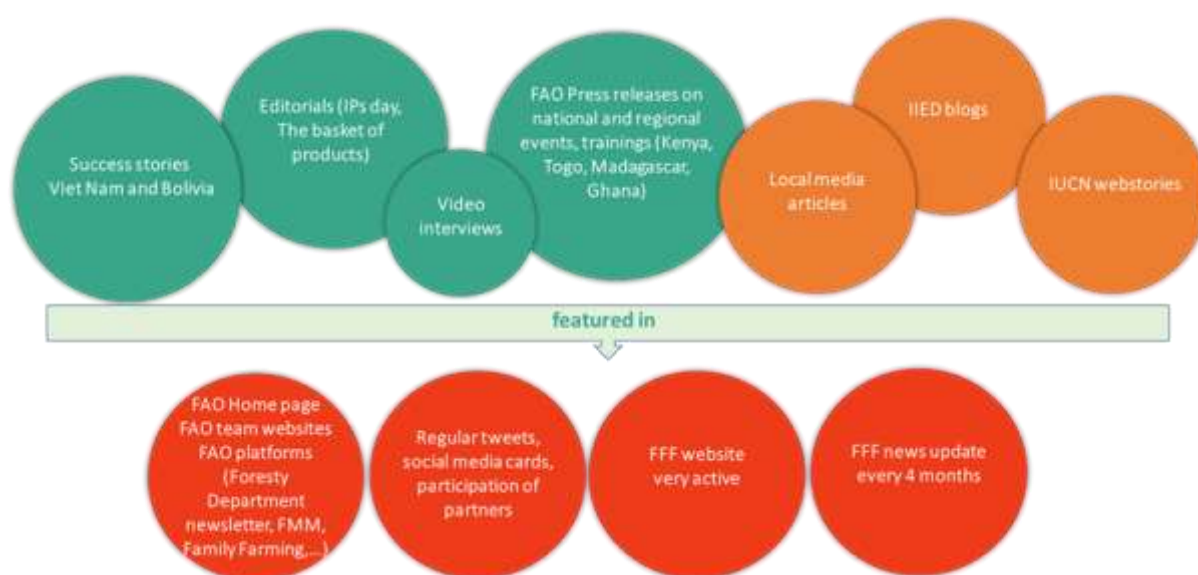 Success stories
Viet Nam and Bolivia
Editorials (IPs day,
The basket of
products)
Video
interviews
FAO Press releases on
national and regional
events, trainings (Kenya,
Togo, Madagascar,
Ghana)
Local media
articles
IIED blogs
IUCN webstories
featured in
FAO Home page
FAO team websites
FAO platforms
(Foresty
Department
newsletter, FMM,
Family Farming,...)
Regular tweets,
social media cards,
participation of
partners
FFF website
very active
FFF news update
every 4 months